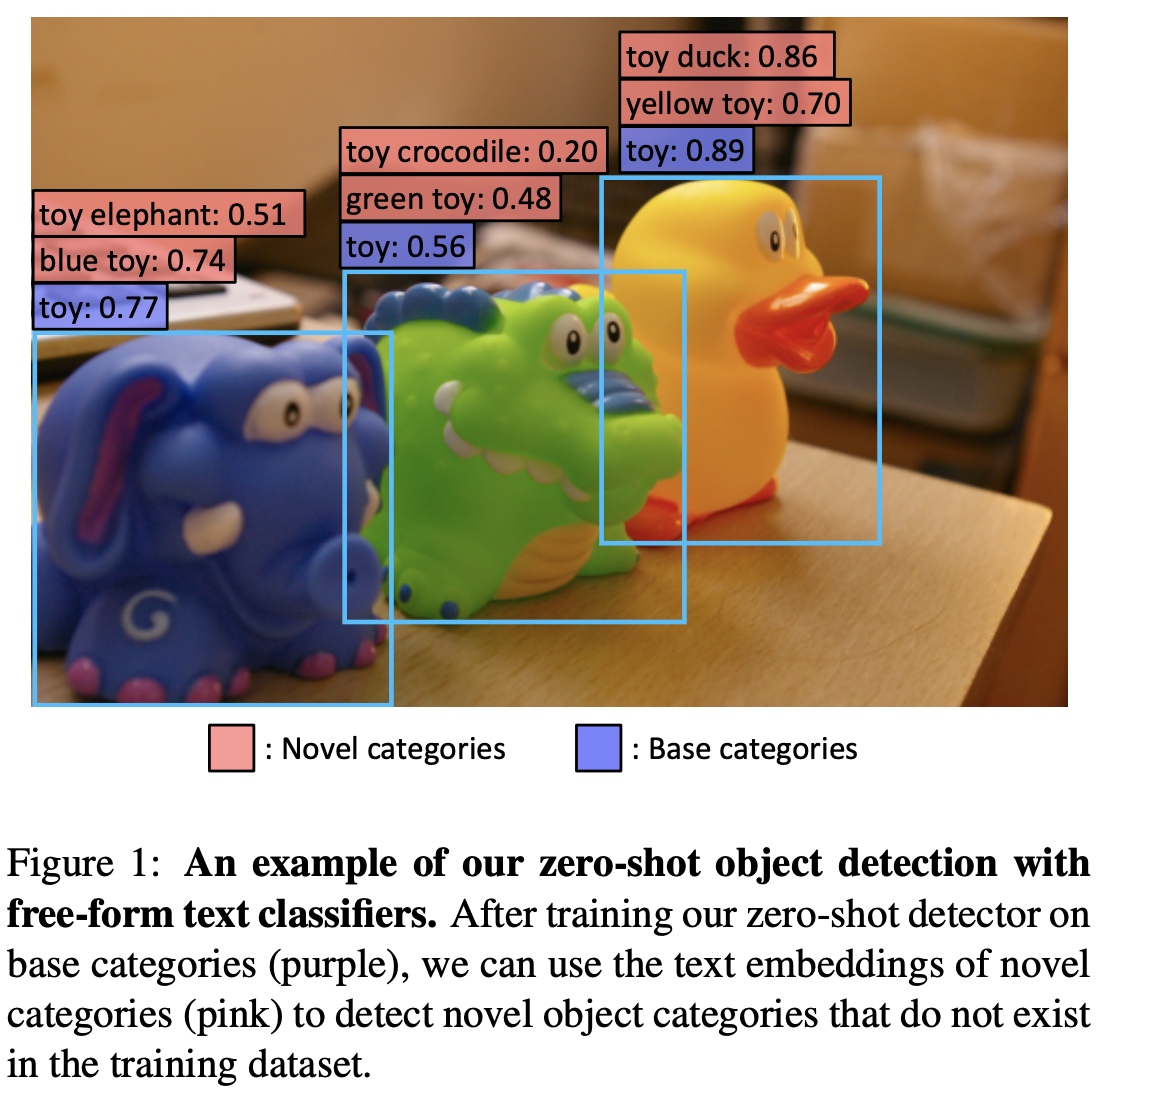 toy duck: 0.86
yellow toy: 0.70
toy: 0.89
toy crocodile: 0.20
green toy: 0.48
toy: 0.56
toy elephant: 0.51
blue toy: 0.74
toy: 0.77
: Novel categories
: Base categories
Figure 1: An example of our zero-shot object detection with
free-form text classifiers. After training our zero-shot detector on
base categories (purple), we can use the text embeddings of novel
categories (pink) to detect novel object categories that do not exist
in the training dataset.